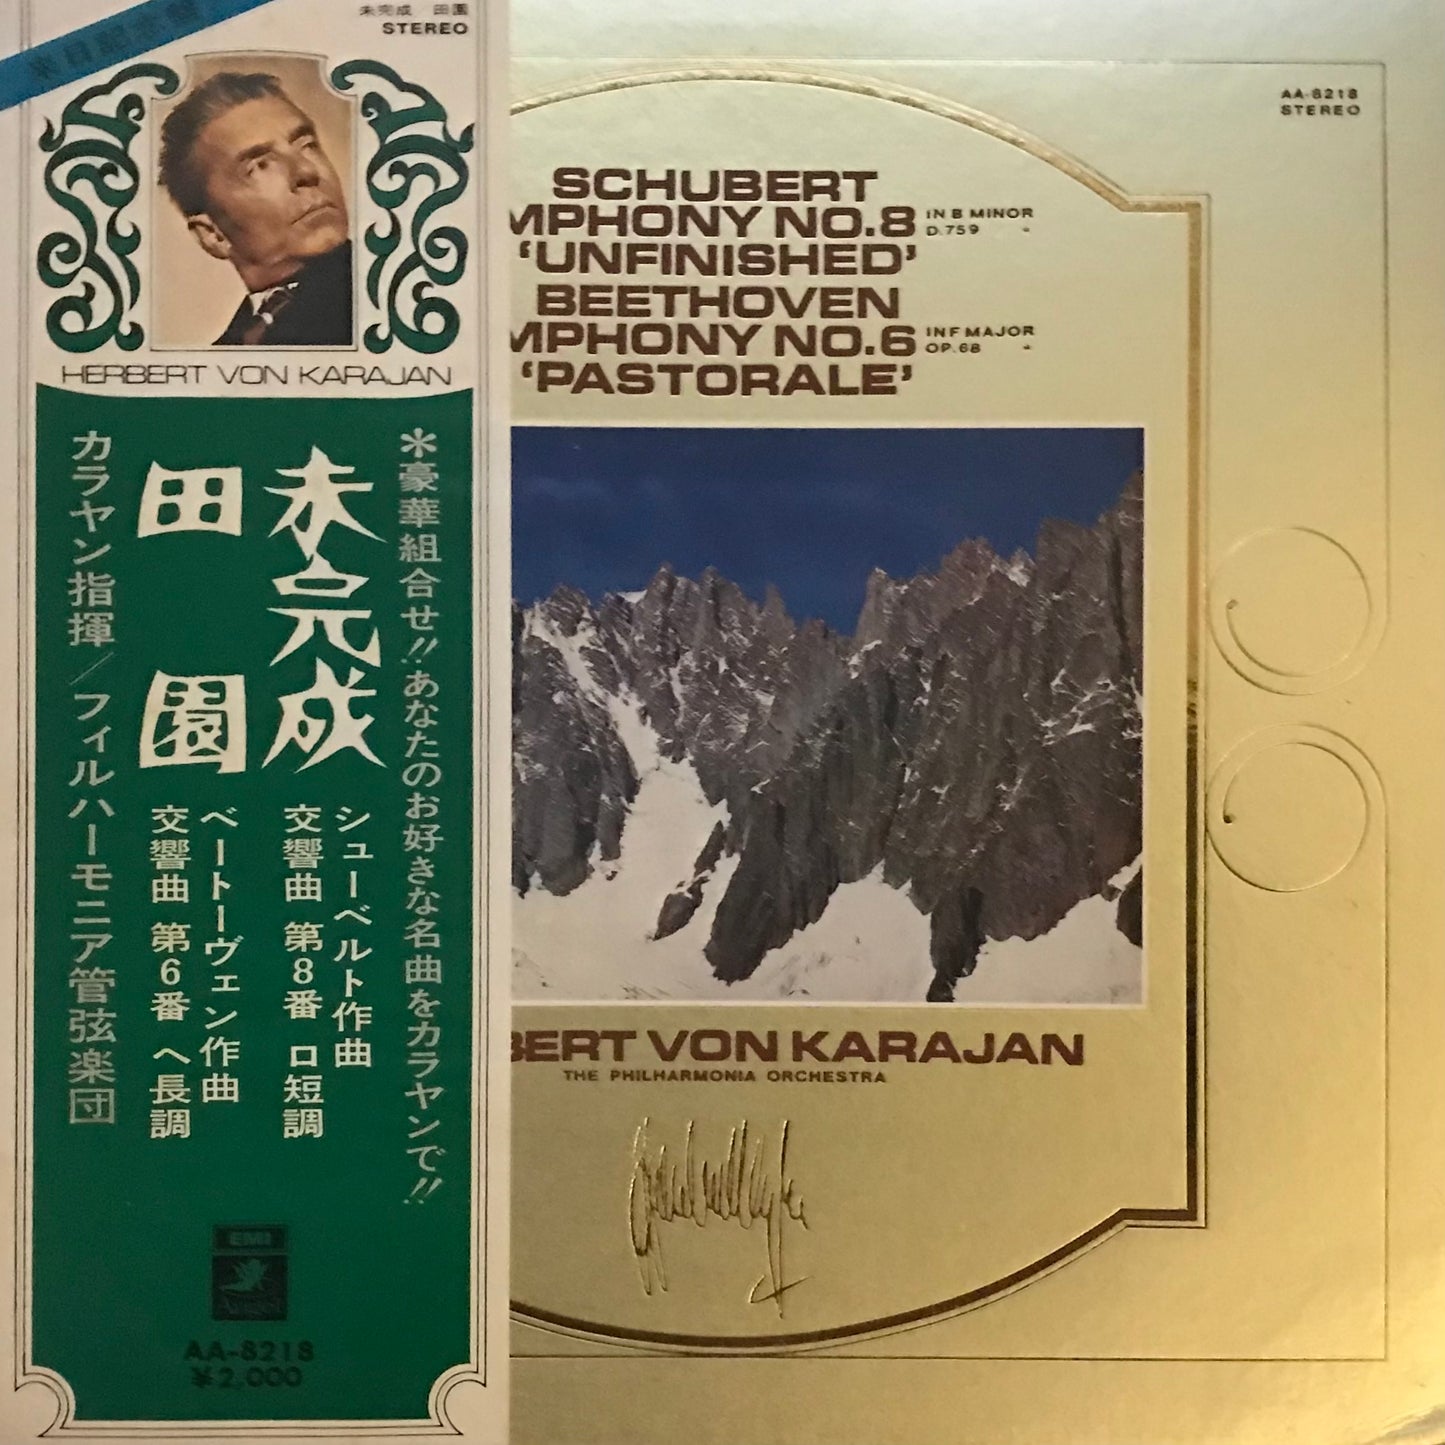 来日記念盤
未完成 田園
STEREO
HERBERT VON KARAJAN
＊豪華組合せ!!あなたのお好きな名曲をカラヤンで!!
未完成
シューベルト作曲
交響曲 第8番 ロ短調
田園
ベートーヴェン作曲
交響曲 第6番 ヘ長調
カラヤン指揮/フィルハーモニア管弦楽団
EMI
Angel
AA-8218
¥2,000
AA-8218
STEREO
SCHUBERT
MPHONY NO.8 IN B MINOR
D.759
‘UNFINISHED’
BEETHOVEN
MPHONY NO.6 IN F MAJOR
OP.68
‘PASTORALE’
BERT VON KARAJAN
THE PHILHARMONIA ORCHESTRA